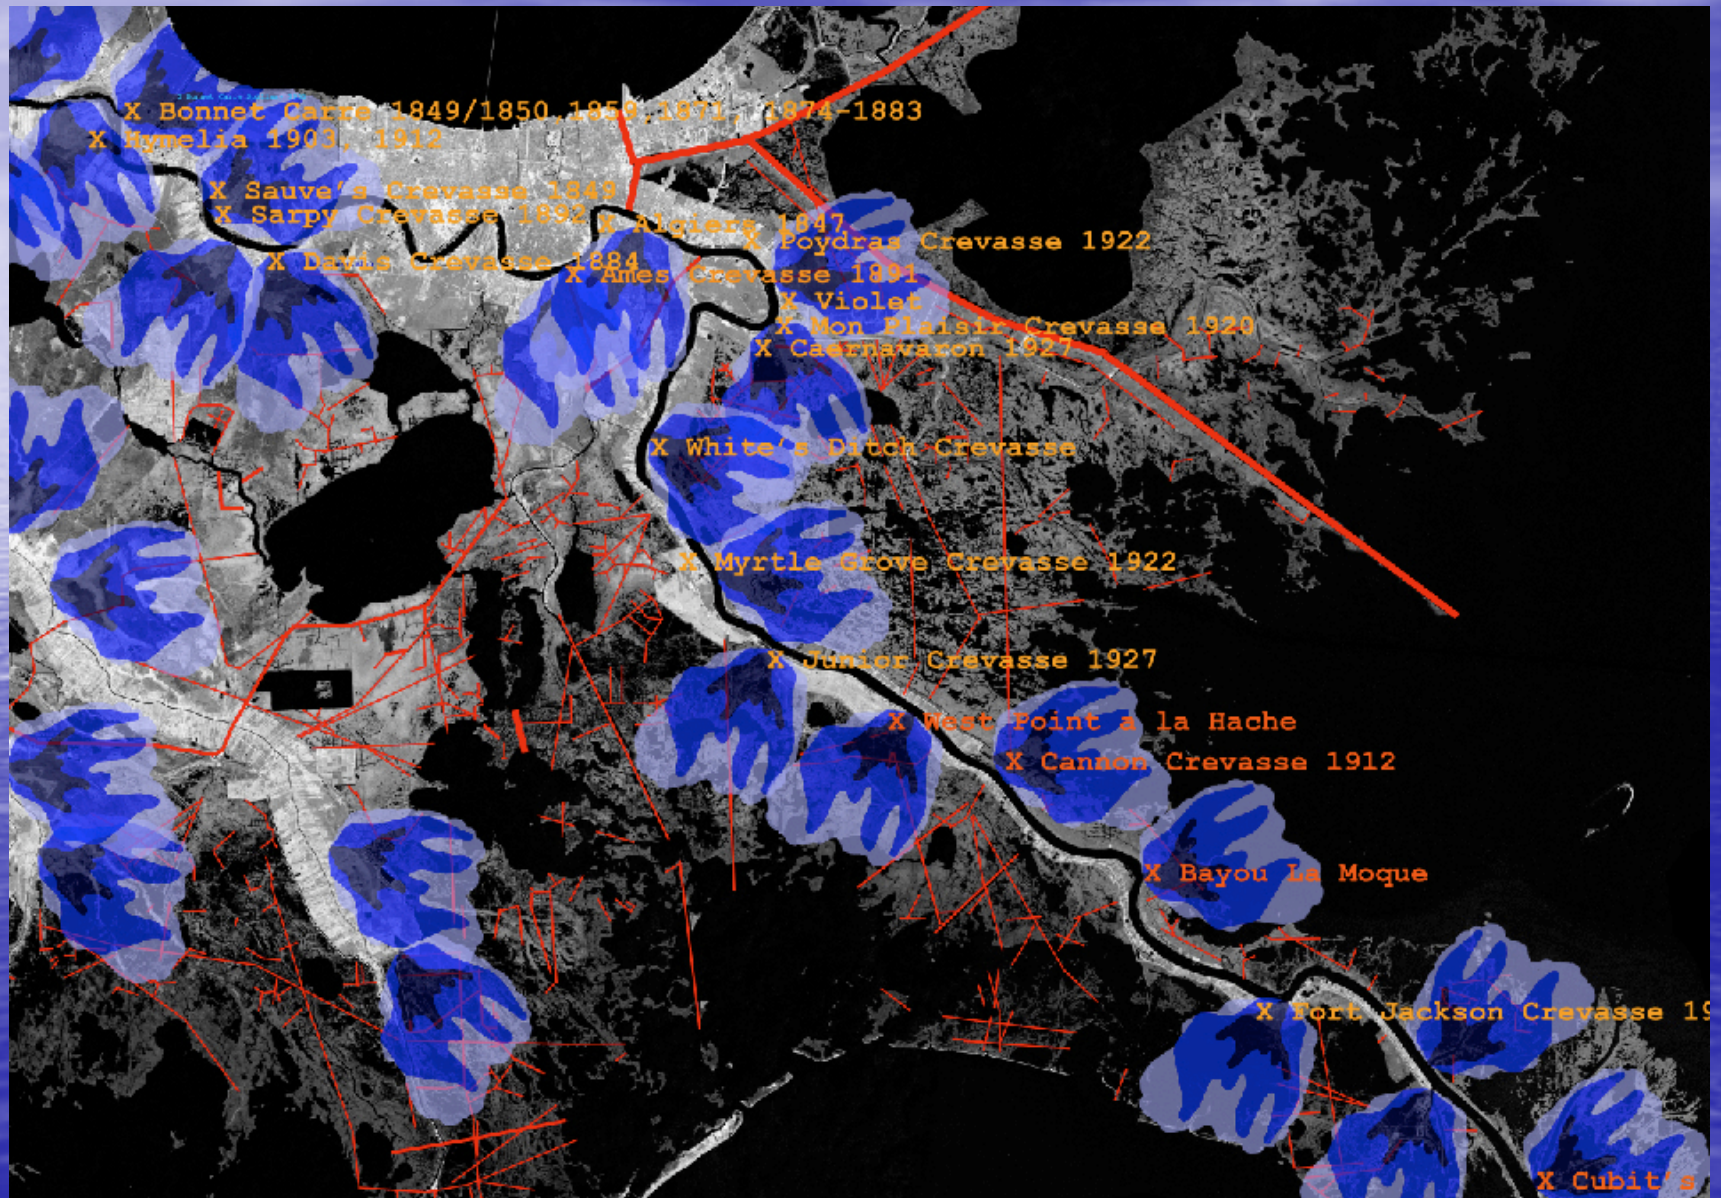 X Bonnet Carre 1849/1850,1859,1871, 1874-1883
X Hymelia 1903, 1912
X Sauve's Crevasse 1849
X Sarpy Crevasse 1892
X Algiers 1847
X Poydras Crevasse 1922
X Davis Crevasse 1884
X Ames Crevasse 1891
X Violet
X Mon Plaisir Crevasse 1920
X Caernavaron 1927
X White's Ditch Crevasse
X Myrtle Grove Crevasse 1922
X Junior Crevasse 1927
X West Point a la Hache
X Cannon Crevasse 1912
X Bayou La Moque
X Fort Jackson Crevasse 19
X Cubit's